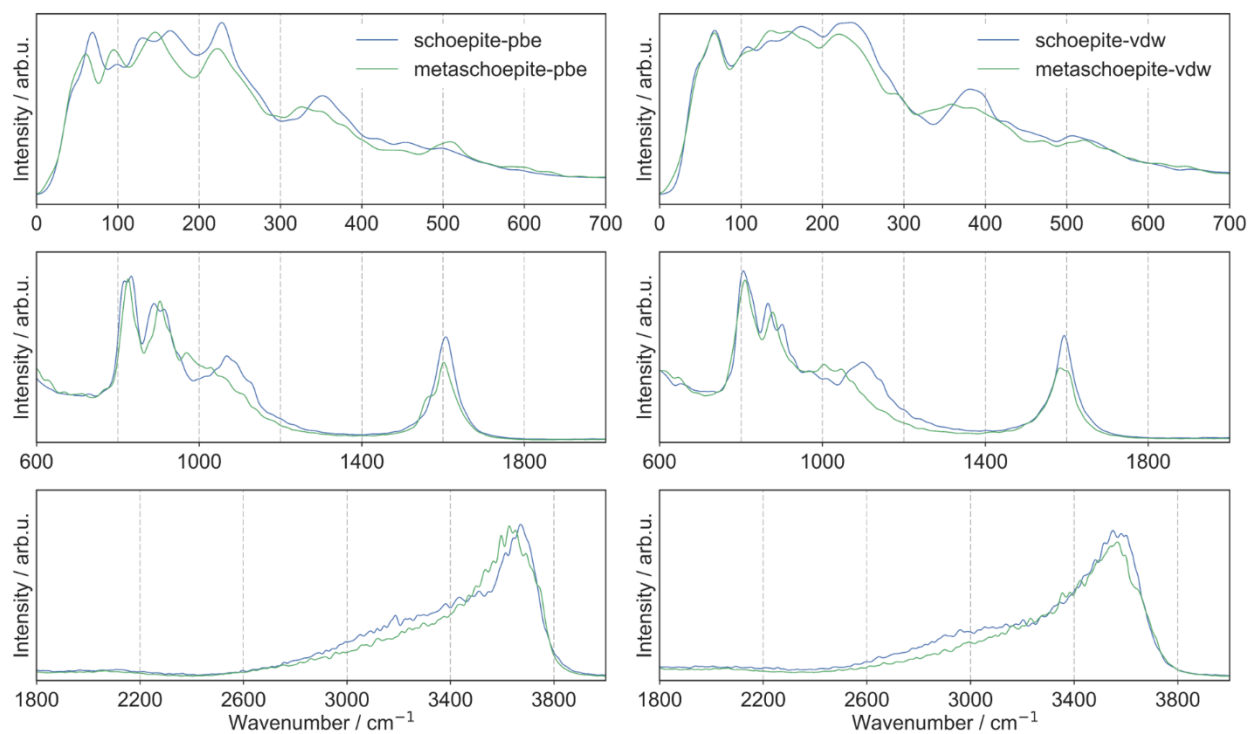 Intensity / arb.u.
schoepite-pbe
metaschoepite-pbe
0 100 200 300 400 500 600 700
Intensity / arb.u.
schoepite-vdw
metaschoepite-vdw
0 100 200 300 400 500 600 700
Intensity / arb.u.
600 1000 1400 1800
Intensity / arb.u.
600 1000 1400 1800
Intensity / arb.u.
1800 2200 2600 3000 3400 3800
Wavenumber / cm⁻¹
Intensity / arb.u.
1800 2200 2600 3000 3400 3800
Wavenumber / cm⁻¹